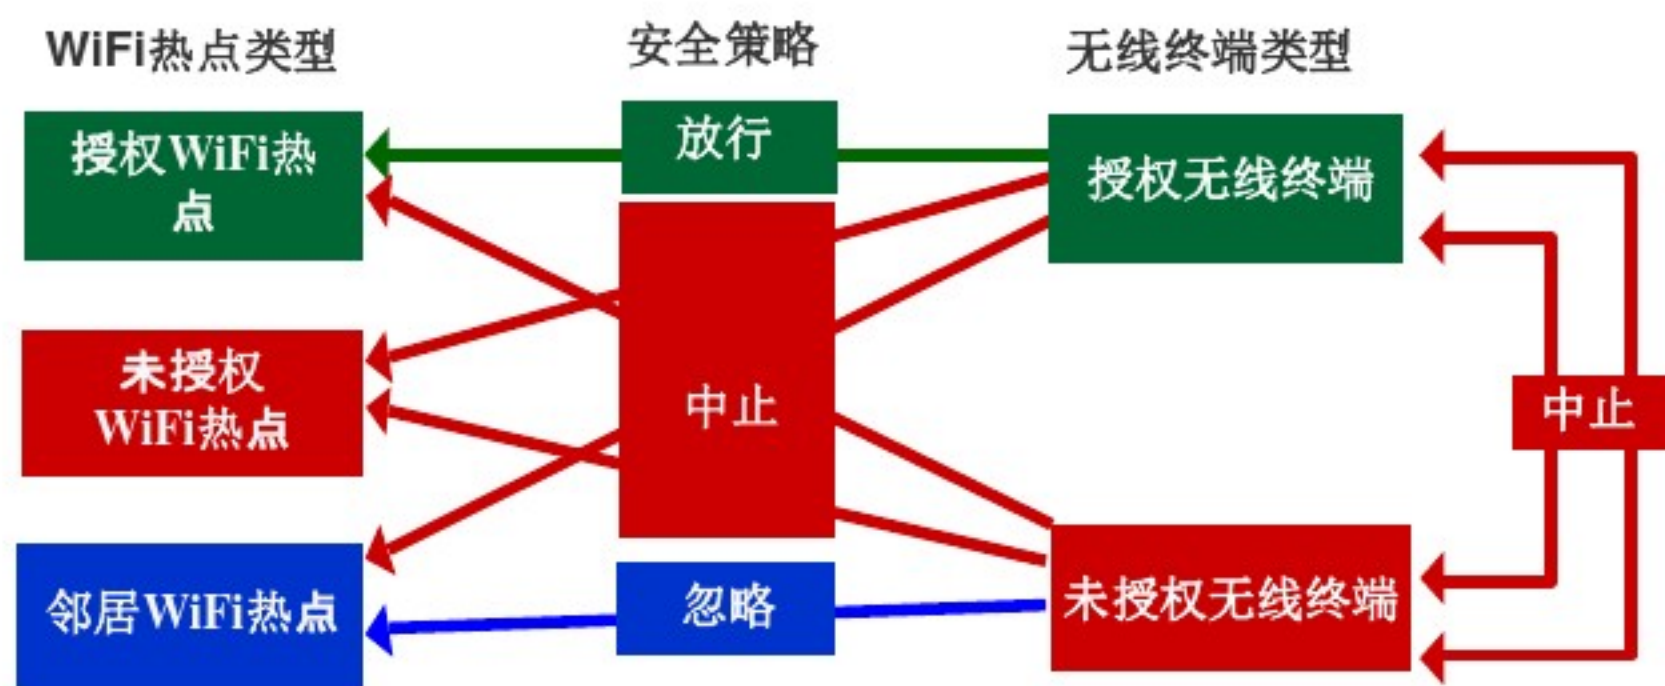 WiFi热点类型
安全策略
无线终端类型
授权WiFi热
点
放行
授权无线终端
未授权
WiFi热点
中止
中止
邻居WiFi热点
忽略
未授权无线终端